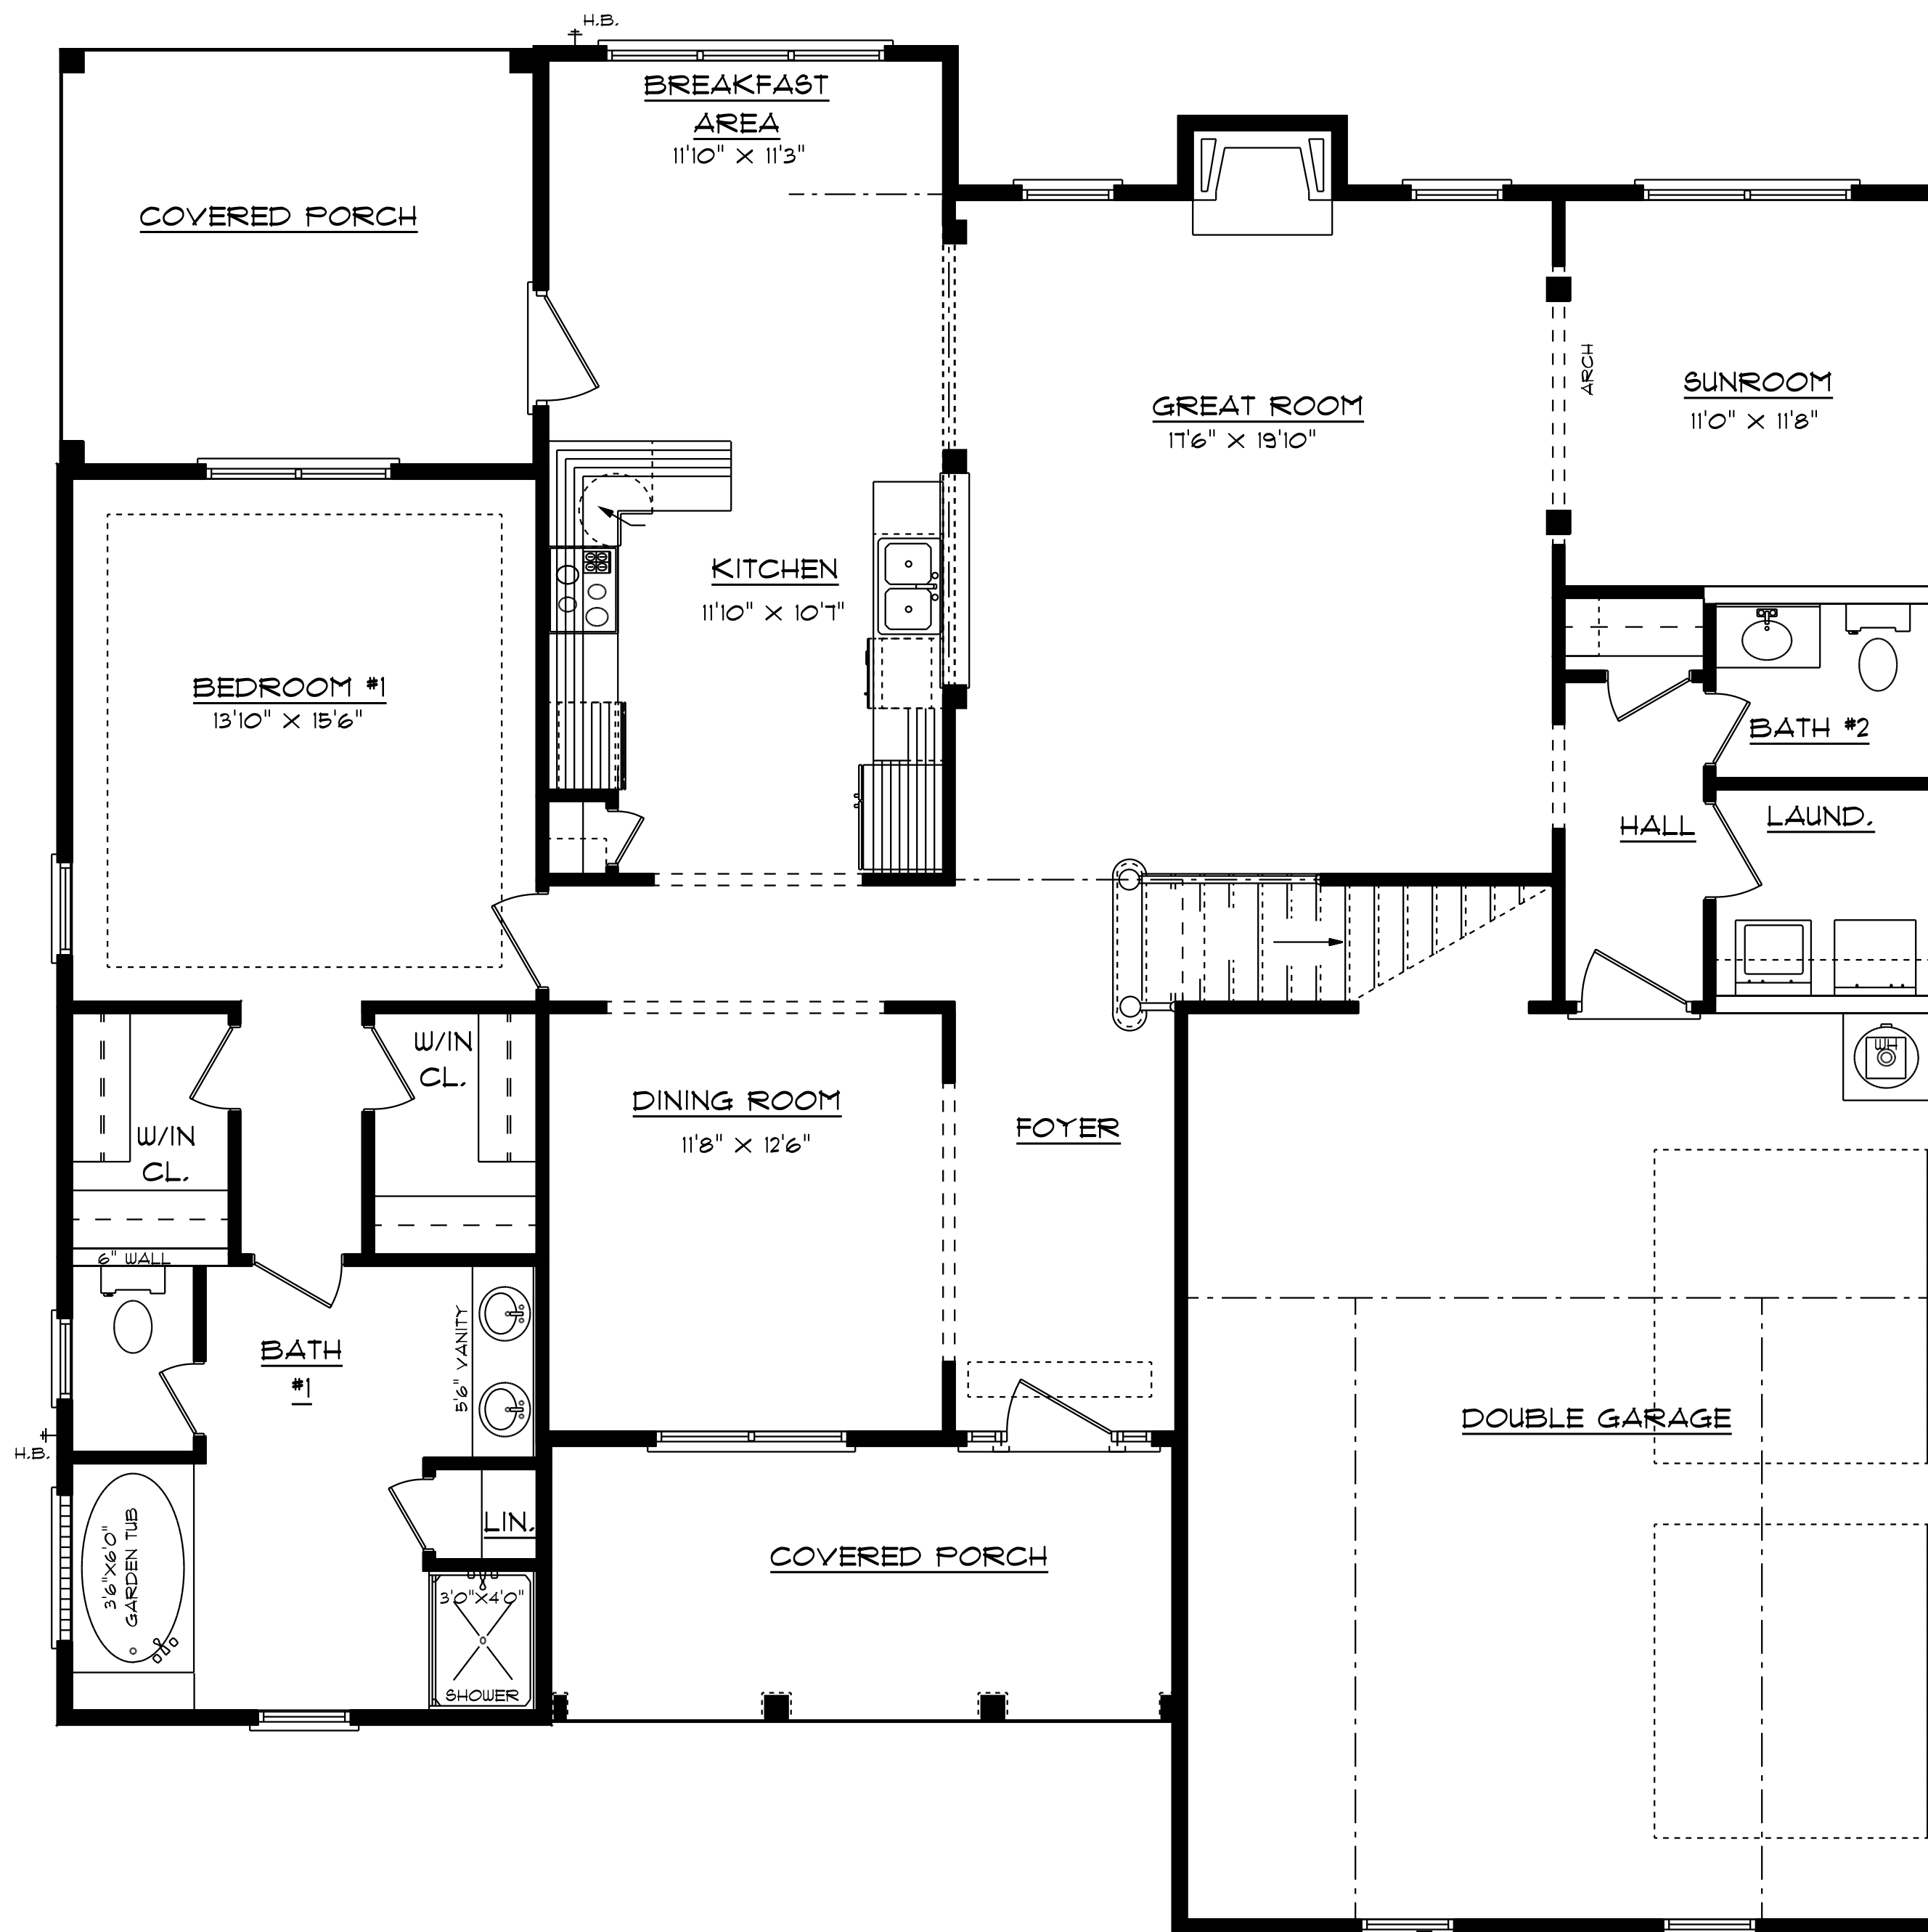 H.B.
BREAKFAST
AREA
11'10" X 11'3"
COVERED PORCH
ARCH
SUNROOM
11'0" X 11'8"
GREAT ROOM
17'6" X 19'10"
KITCHEN
11'10" X 10'7"
BEDROOM #1
13'10" X 15'6"
BATH #2
LAUND.
HALL
W/IN
CL.
WH
DINING ROOM
11'8" X 12'6"
FOYER
W/IN
CL.
6" WALL
BATH
#1
5'6" VANITY
DOUBLE GARAGE
H.B.
LIN.
COVERED PORCH
3'6"X6'0"
GARDEN TUB
3'0"X4'0"
SHOWER